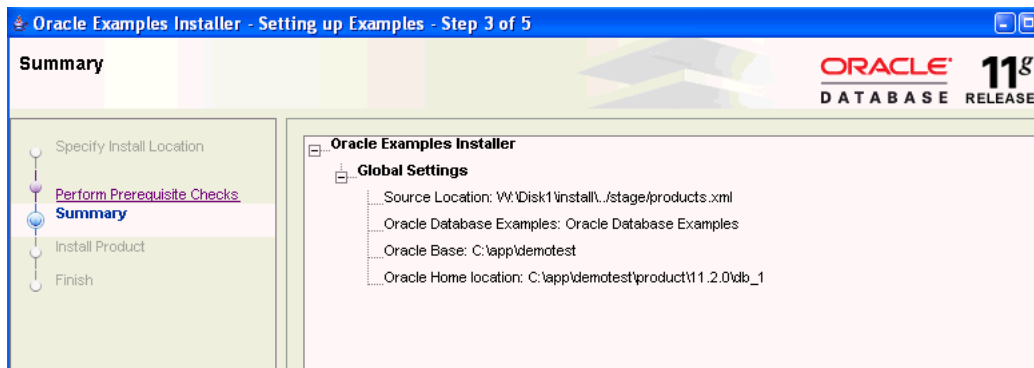 Oracle Examples Installer - Setting up Examples - Step 3 of 5
Summary
ORACLE
DATABASE
11g
RELEASE
Specify Install Location
Perform Prerequisite Checks
Summary
Install Product
Finish
Oracle Examples Installer
Global Settings
Source Location: W:\Disk1\install\../stage/products.xml
Oracle Database Examples: Oracle Database Examples
Oracle Base: C:\app\demotest
Oracle Home location: C:\app\demotest\product\11.2.0\db_1